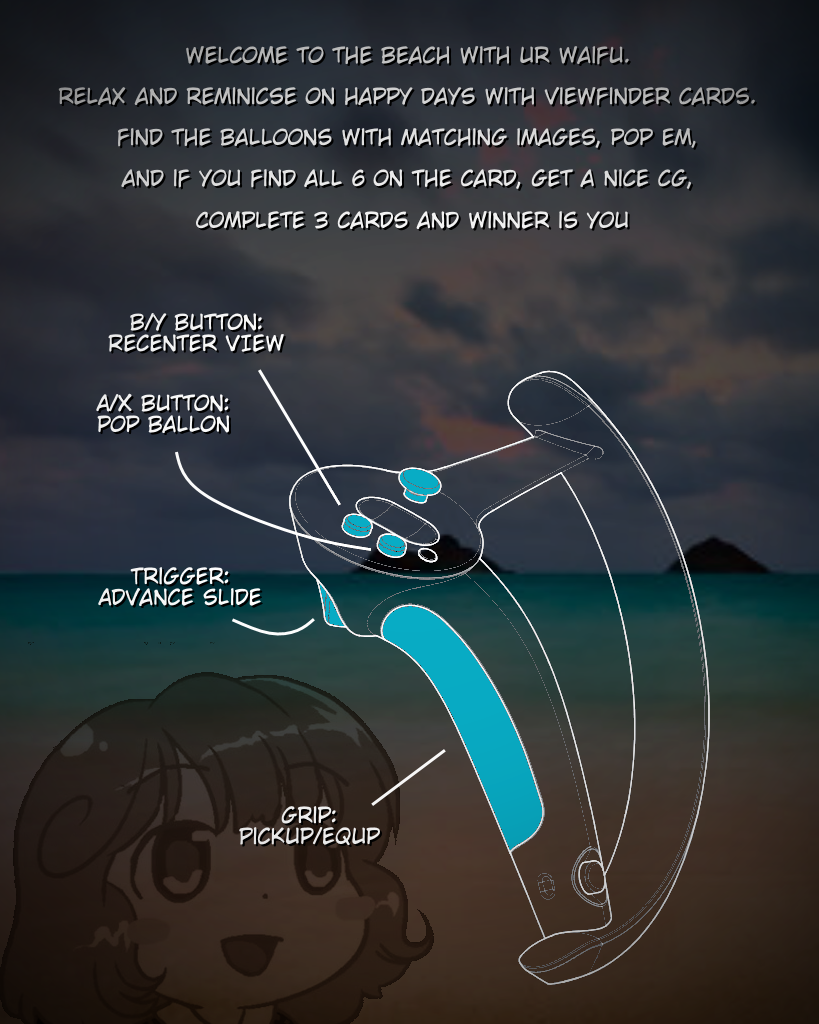 WELCOME TO THE BEACH WITH UR WAIFU.
RELAX AND REMINICSE ON HAPPY DAYS WITH VIEWFINDER CARDS.
FIND THE BALLOONS WITH MATCHING IMAGES, POP EM,
AND IF YOU FIND ALL 6 ON THE CARD, GET A NICE CG,
COMPLETE 3 CARDS AND WINNER IS YOU
B/Y BUTTON:
RECENTER VIEW
A/X BUTTON:
POP BALLON
TRIGGER:
ADVANCE SLIDE
GRIP:
PICKUP/EQUP